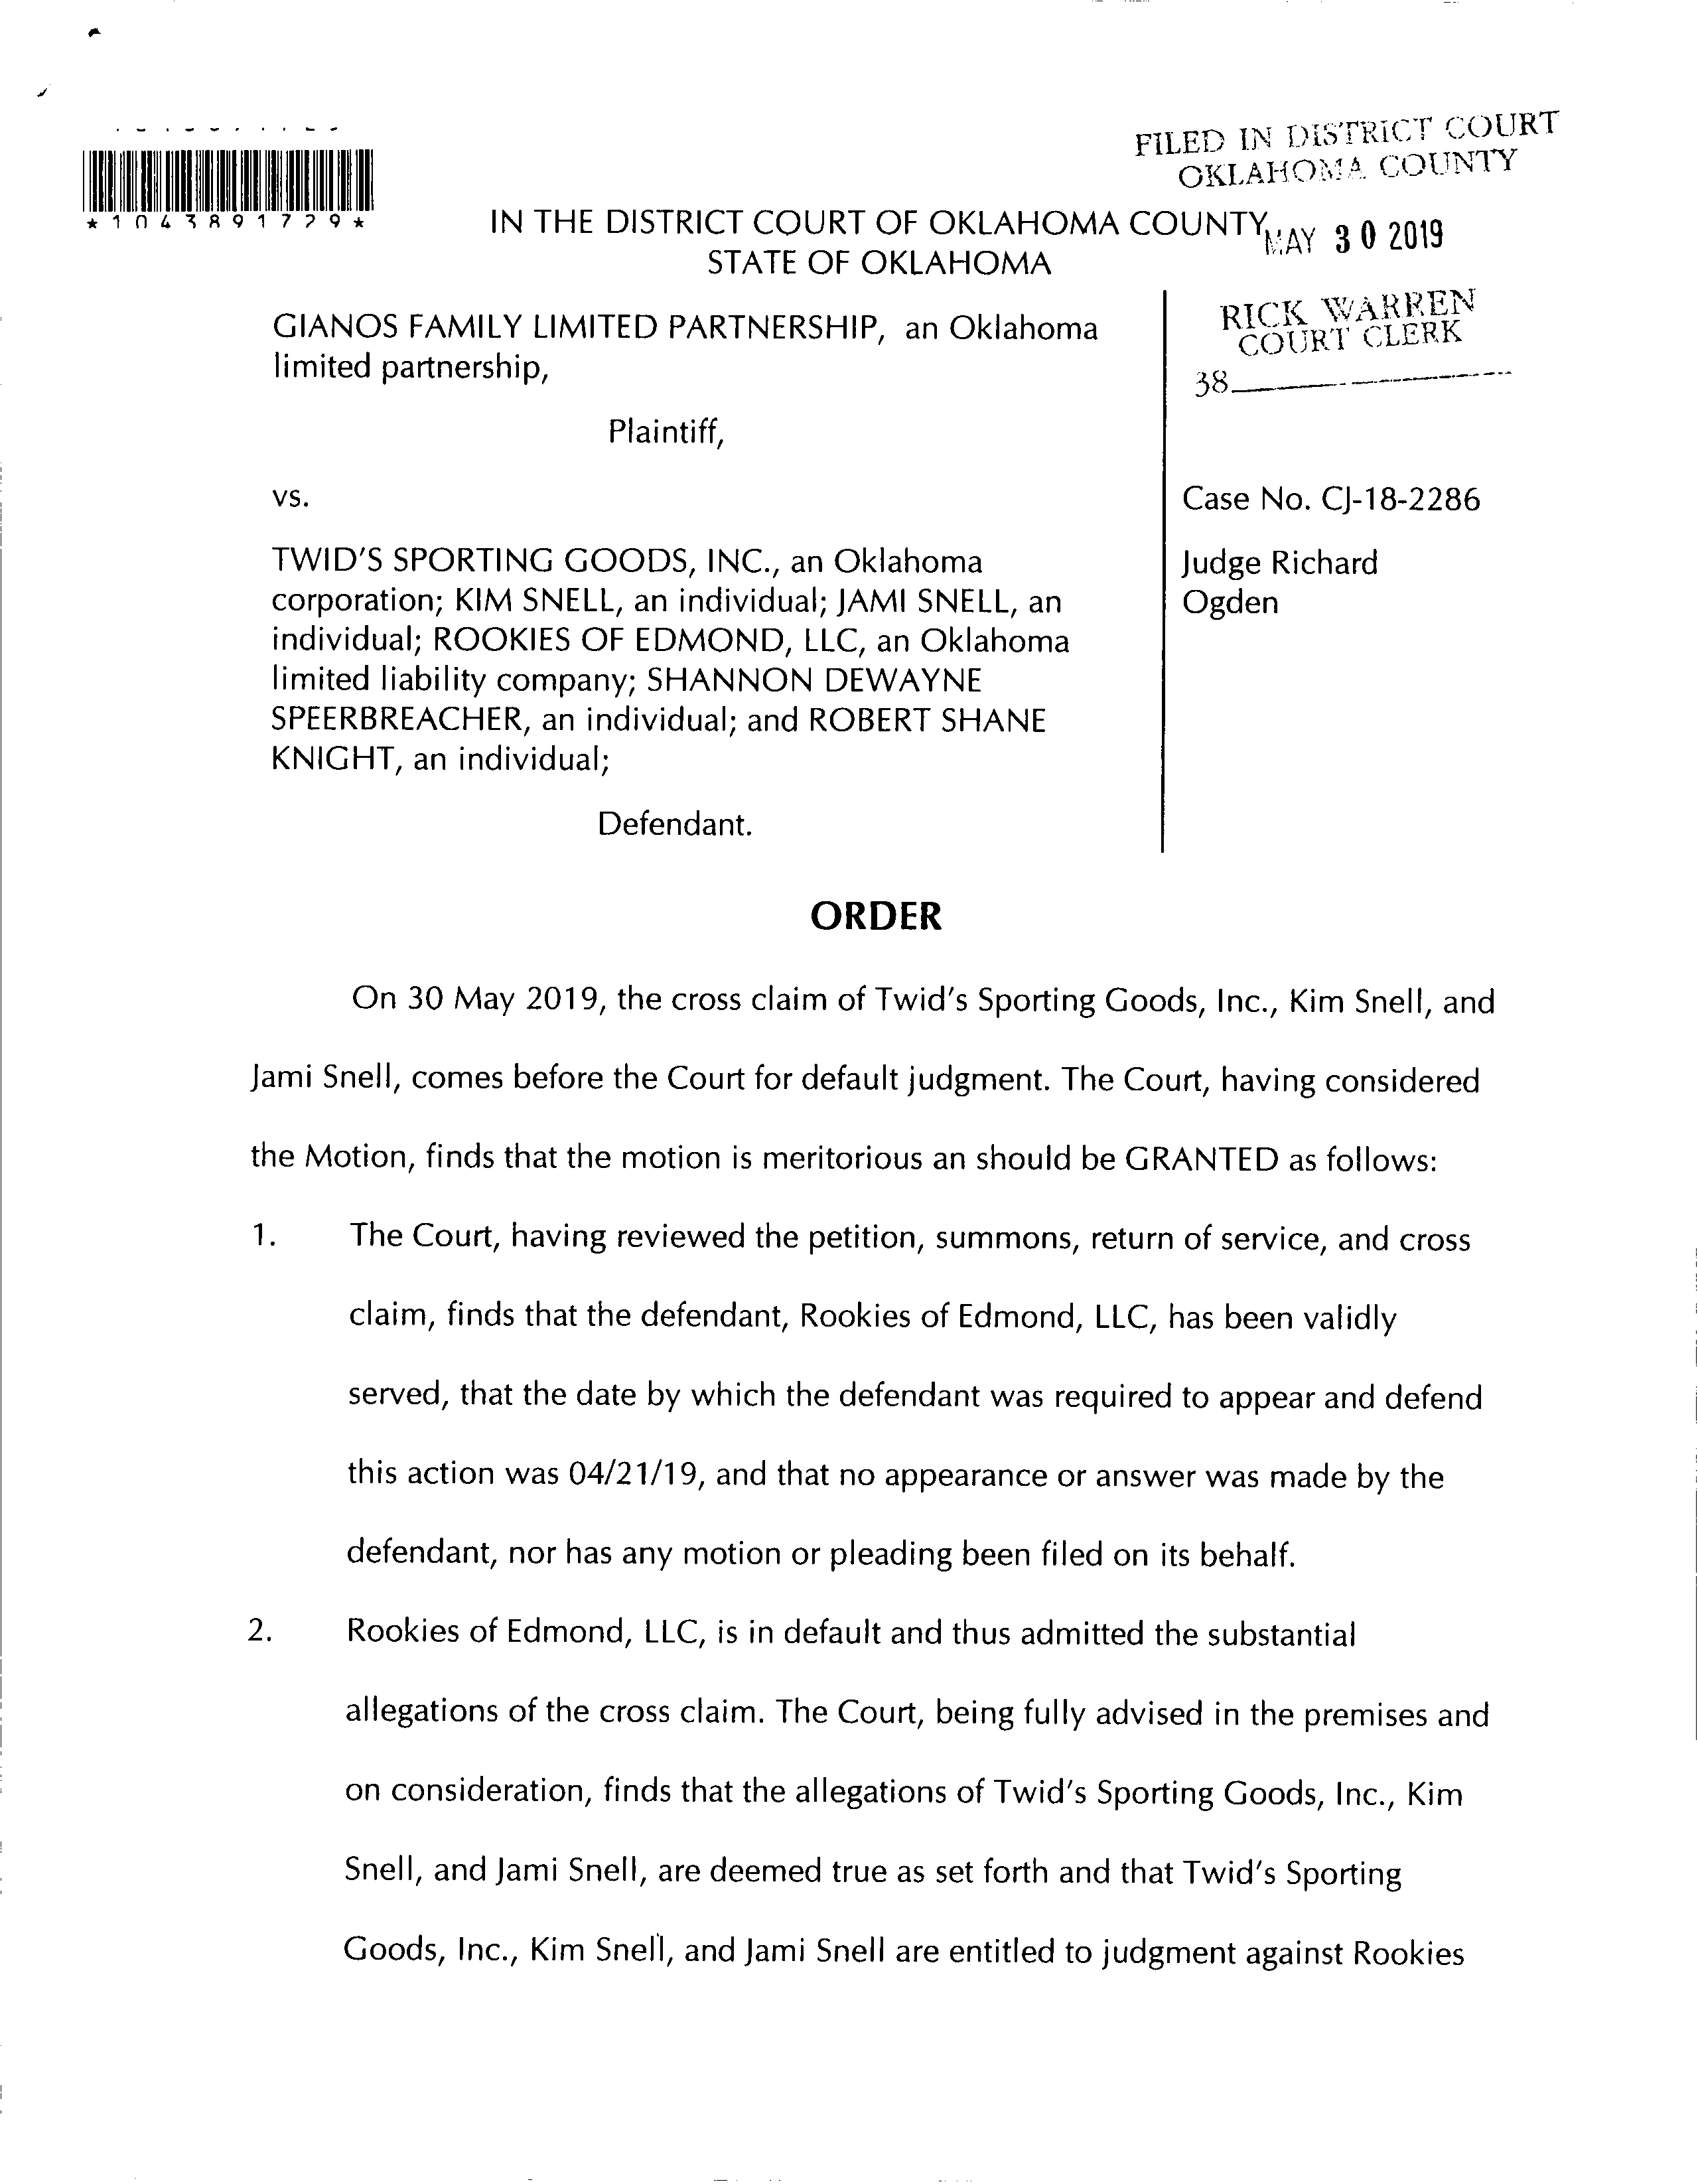 FILED IN DISTRICT COURT
OKLAHOMA COUNTY
*1043891729*
IN THE DISTRICT COURT OF OKLAHOMA COUNTY
MAY 30 2019
STATE OF OKLAHOMA
RICK WARREN
COURT CLERK
38
GIANOS FAMILY LIMITED PARTNERSHIP, an Oklahoma
limited partnership,
Plaintiff,
vs.
Case No. CJ-18-2286
TWID'S SPORTING GOODS, INC., an Oklahoma
corporation; KIM SNELL, an individual; JAMI SNELL, an
individual; ROOKIES OF EDMOND, LLC, an Oklahoma
limited liability company; SHANNON DEWAYNE
SPEERBREACHER, an individual; and ROBERT SHANE
KNIGHT, an individual;
Judge Richard
Ogden
Defendant.
ORDER
On 30 May 2019, the cross claim of Twid's Sporting Goods, Inc., Kim Snell, and
Jami Snell, comes before the Court for default judgment. The Court, having considered
the Motion, finds that the motion is meritorious an should be GRANTED as follows:
1. The Court, having reviewed the petition, summons, return of service, and cross
claim, finds that the defendant, Rookies of Edmond, LLC, has been validly
served, that the date by which the defendant was required to appear and defend
this action was 04/21/19, and that no appearance or answer was made by the
defendant, nor has any motion or pleading been filed on its behalf.
2. Rookies of Edmond, LLC, is in default and thus admitted the substantial
allegations of the cross claim. The Court, being fully advised in the premises and
on consideration, finds that the allegations of Twid's Sporting Goods, Inc., Kim
Snell, and Jami Snell, are deemed true as set forth and that Twid's Sporting
Goods, Inc., Kim Snell, and Jami Snell are entitled to judgment against Rookies